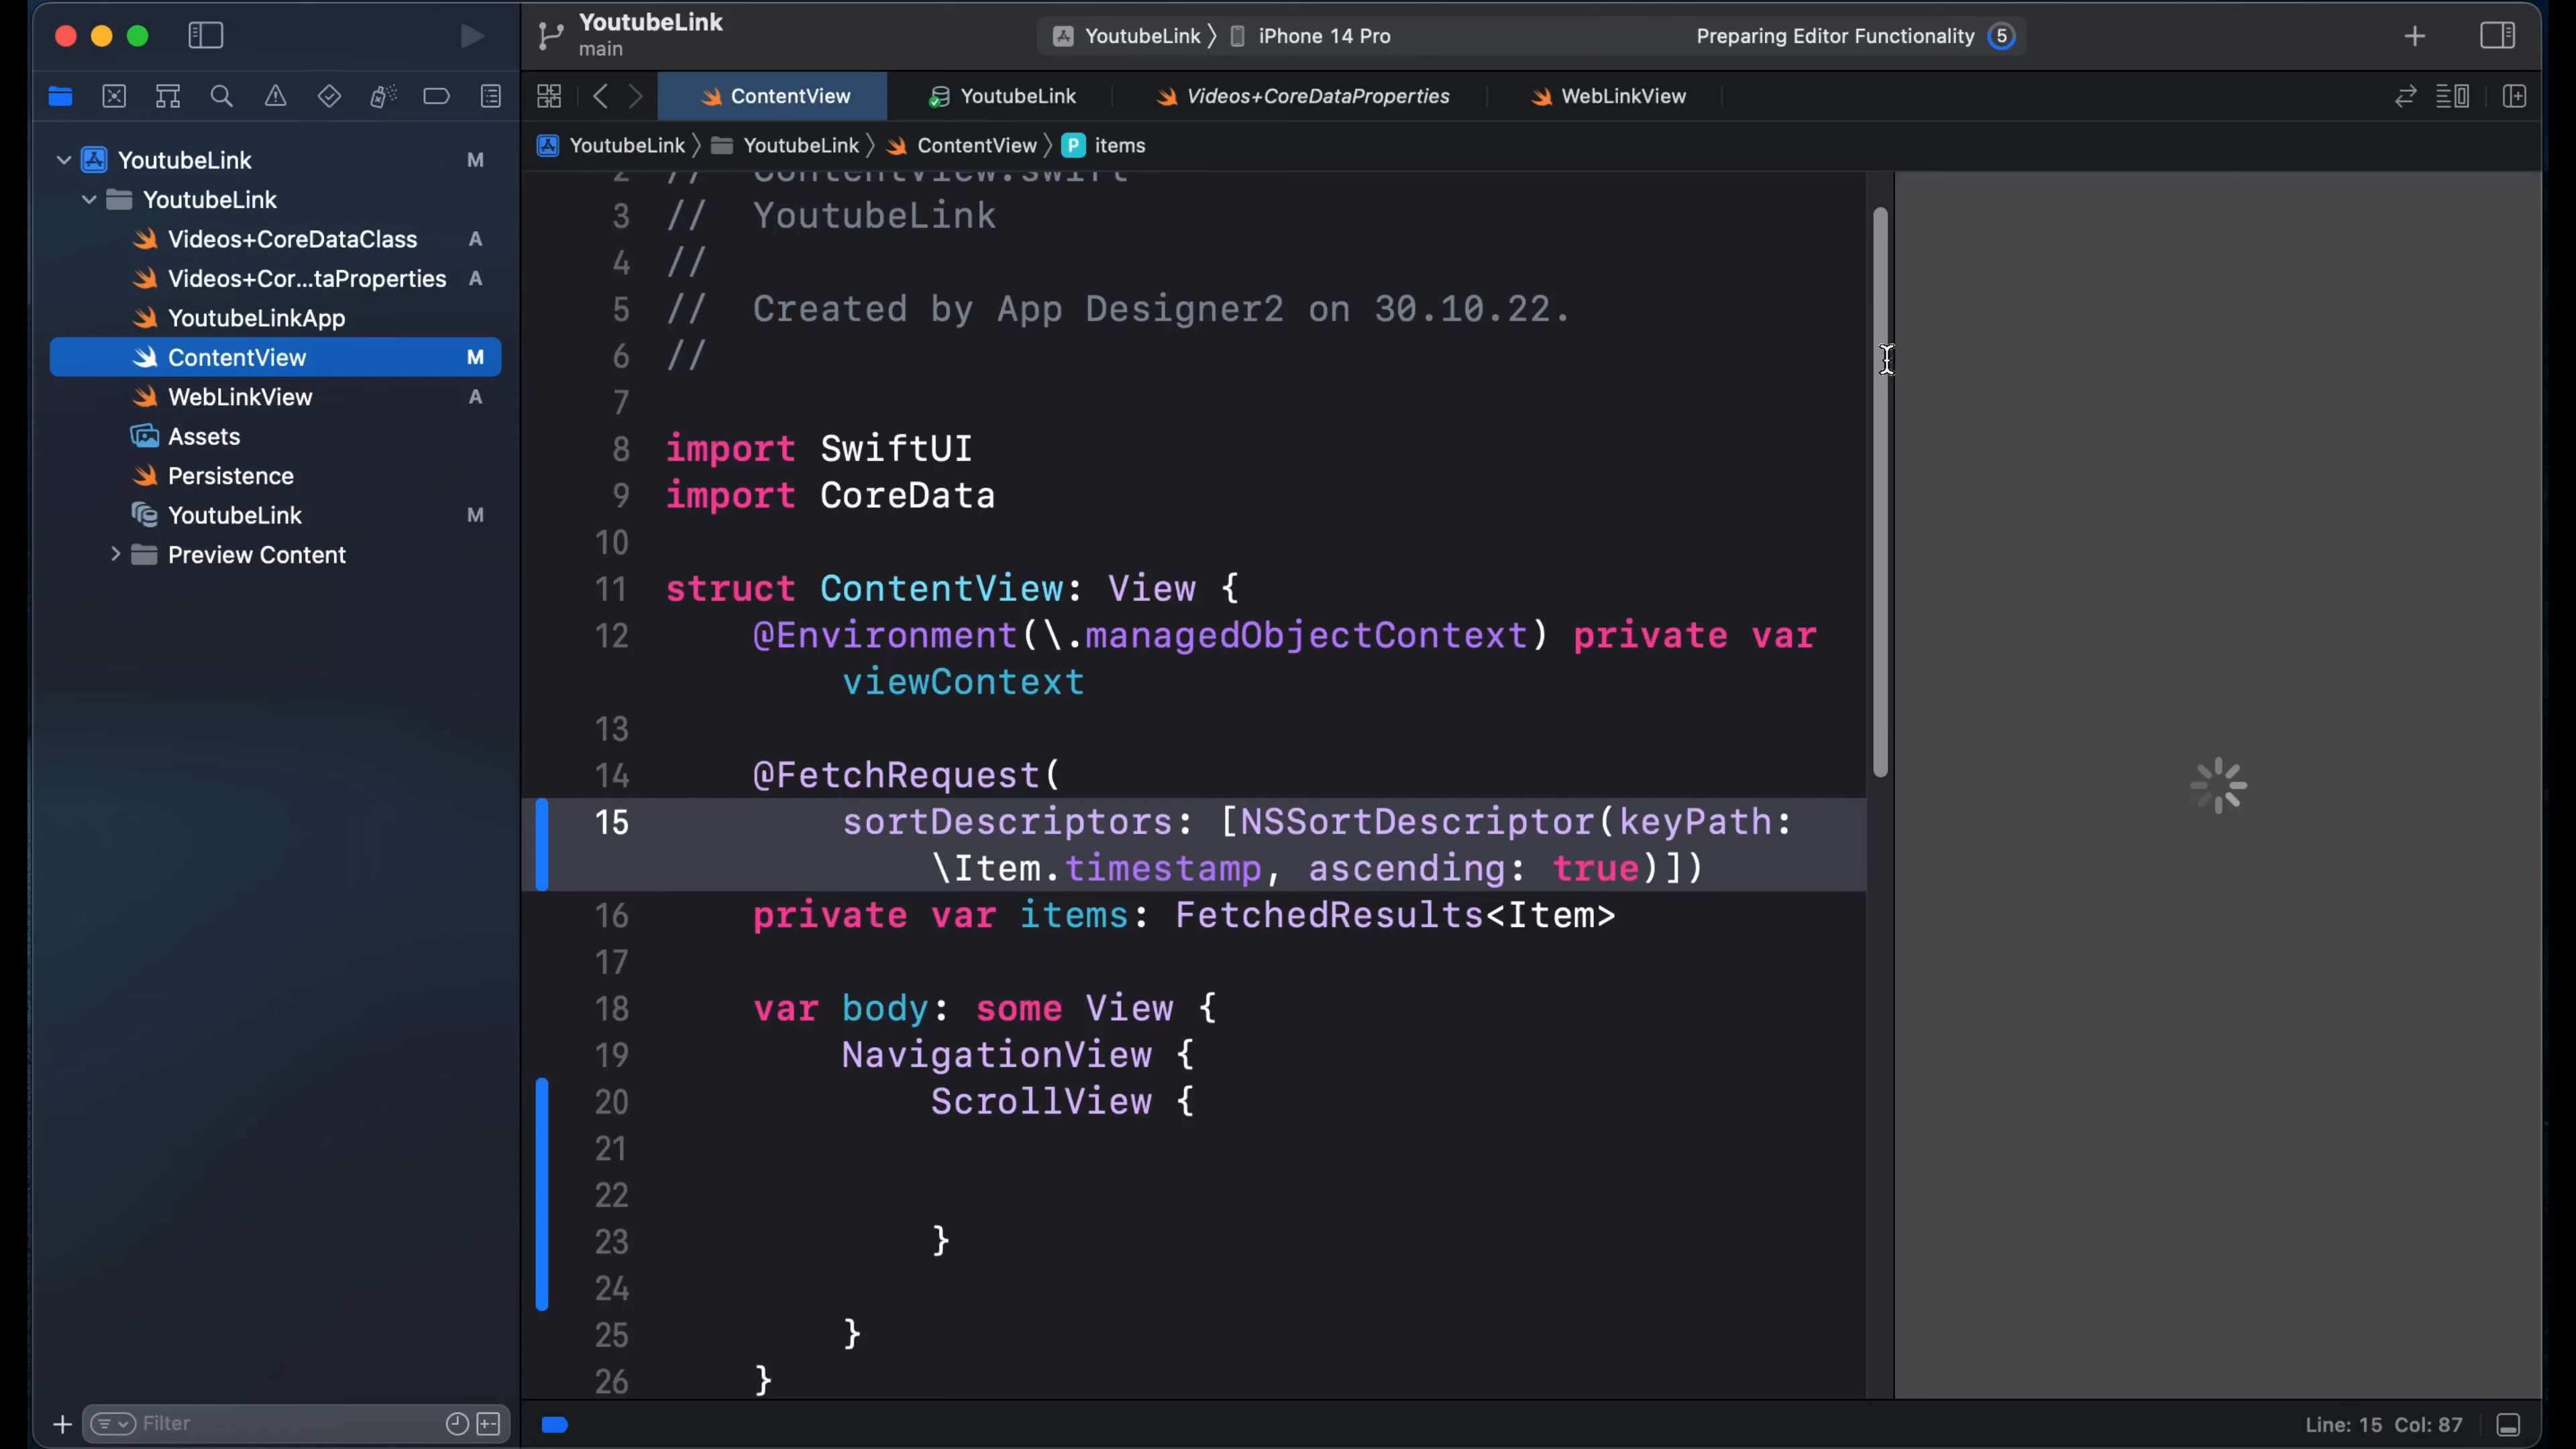 YoutubeLink
main
YoutubeLink
iPhone 14 Pro
Preparing Editor Functionality
5
ContentView
YoutubeLink
Videos+CoreDataProperties
WebLinkView
YoutubeLink
YoutubeLink
ContentView
P
items
YoutubeLink
M
YoutubeLink
Videos+CoreDataClass
A
Videos+Cor...taProperties
A
YoutubeLinkApp
ContentView
M
WebLinkView
A
Assets
Persistence
YoutubeLink
M
Preview Content
2 // ContentView.swift
3 // YoutubeLink
4 //
5 // Created by App Designer2 on 30.10.22.
6 //
7
8 import SwiftUI
9 import CoreData
10
11 struct ContentView: View {
12 @Environment(\.managedObjectContext) private var
viewContext
13
14 @FetchRequest(
15 sortDescriptors: [NSSortDescriptor(keyPath:
\Item.timestamp, ascending: true)])
16 private var items: FetchedResults<Item>
17
18 var body: some View {
19 NavigationView {
20 ScrollView {
21
22
23 }
24
25 }
26 }
Filter
Line: 15 Col: 87